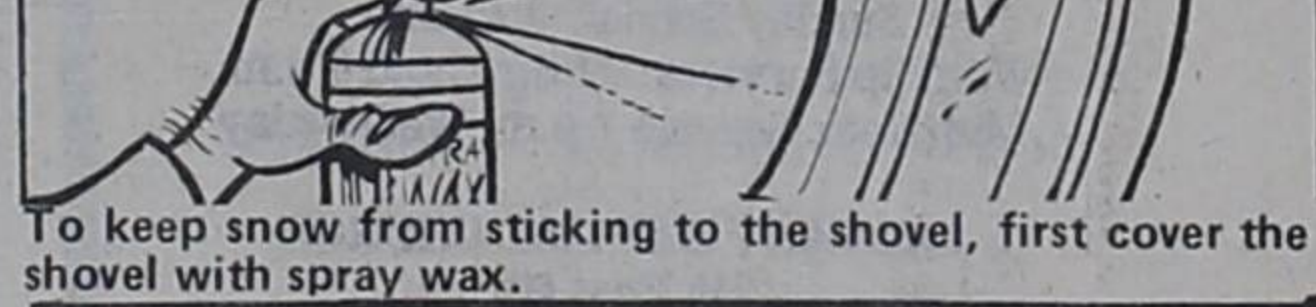 To keep snow from sticking to the shovel, first cover the
shovel with spray wax.